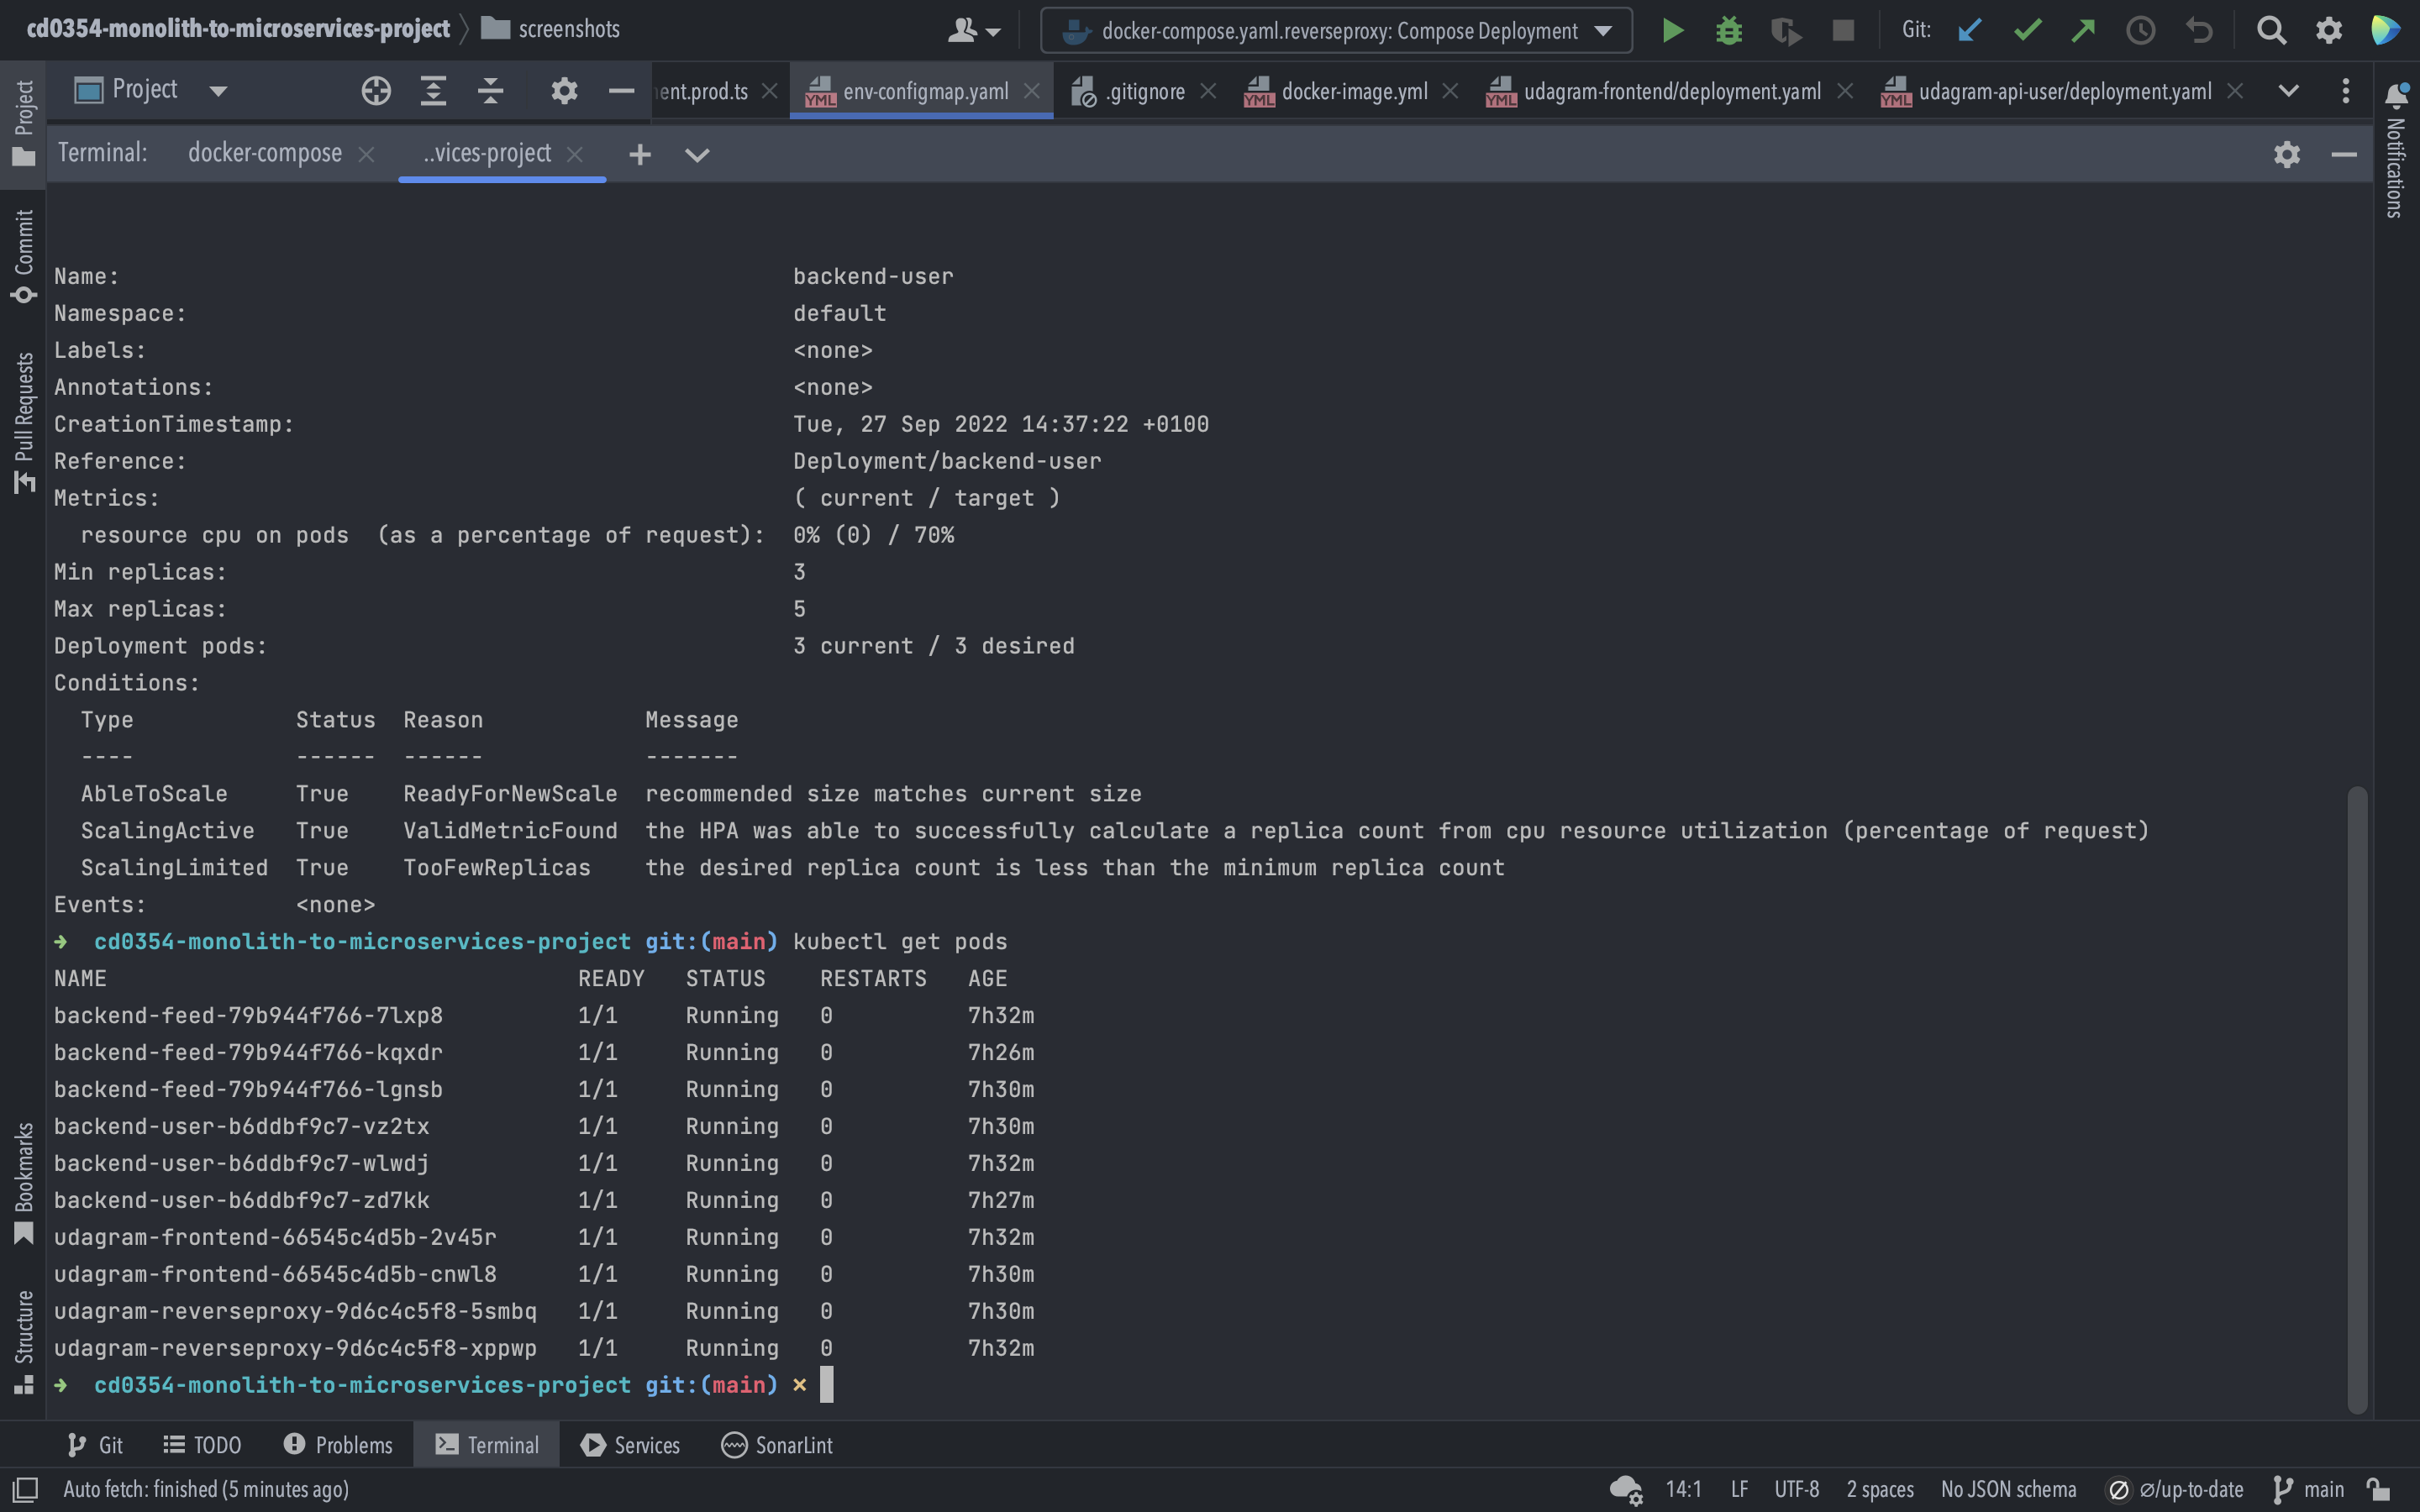 cd0354-monolith-to-microservices-project screenshots docker-compose.yaml.reverseproxy: Compose Deployment Git:
Project ent.prod.ts env-configmap.yaml .gitignore docker-image.yml udagram-frontend/deployment.yaml udagram-api-user/deployment.yaml
Terminal: docker-compose ..vices-project
Project
Commit
Pull Requests
Bookmarks
Structure
Notifications
Name: backend-user
Namespace: default
Labels: <none>
Annotations: <none>
CreationTimestamp: Tue, 27 Sep 2022 14:37:22 +0100
Reference: Deployment/backend-user
Metrics: ( current / target )
resource cpu on pods (as a percentage of request): 0% (0) / 70%
Min replicas: 3
Max replicas: 5
Deployment pods: 3 current / 3 desired
Conditions:
Type Status Reason Message
---- ------ ------ -------
AbleToScale True ReadyForNewScale recommended size matches current size
ScalingActive True ValidMetricFound the HPA was able to successfully calculate a replica count from cpu resource utilization (percentage of request)
ScalingLimited True TooFewReplicas the desired replica count is less than the minimum replica count
Events: <none>
➜ cd0354-monolith-to-microservices-project git:(main) kubectl get pods
NAME READY STATUS RESTARTS AGE
backend-feed-79b944f766-7lxp8 1/1 Running 0 7h32m
backend-feed-79b944f766-kqxdr 1/1 Running 0 7h26m
backend-feed-79b944f766-lgnsb 1/1 Running 0 7h30m
backend-user-b6ddbf9c7-vz2tx 1/1 Running 0 7h30m
backend-user-b6ddbf9c7-wlwdj 1/1 Running 0 7h32m
backend-user-b6ddbf9c7-zd7kk 1/1 Running 0 7h27m
udagram-frontend-66545c4d5b-2v45r 1/1 Running 0 7h32m
udagram-frontend-66545c4d5b-cnwl8 1/1 Running 0 7h30m
udagram-reverseproxy-9d6c4c5f8-5smbq 1/1 Running 0 7h30m
udagram-reverseproxy-9d6c4c5f8-xppwp 1/1 Running 0 7h32m
➜ cd0354-monolith-to-microservices-project git:(main) ✗
Git TODO Problems Terminal Services SonarLint
Auto fetch: finished (5 minutes ago) 14:1 LF UTF-8 2 spaces No JSON schema ∅/up-to-date main